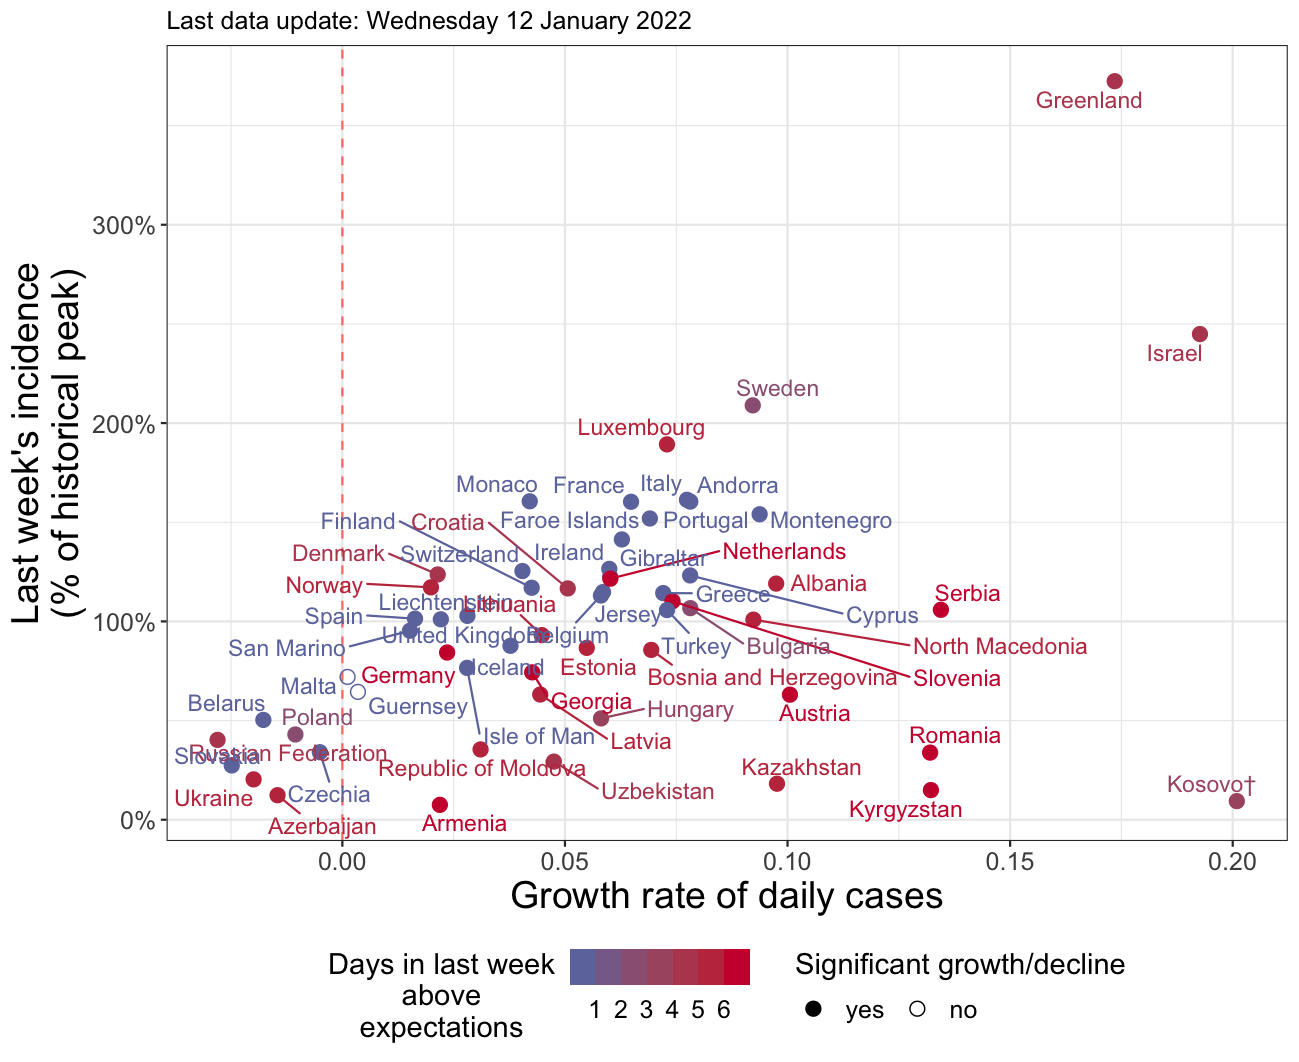 Last data update: Wednesday 12 January 2022
Last week's incidence
(% of historical peak)
300%
200%
100%
0%
Greenland
Israel
Sweden
Luxembourg
Monaco
France
Italy
Andorra
Finland
Croatia
Faroe Islands
Portugal
Montenegro
Denmark
Switzerland
Ireland
Gibraltar
Netherlands
Norway
Albania
Liechtenstein
Lithuania
Greece
Serbia
Spain
Jersey
Cyprus
San Marino
United Kingdom
Belgium
Turkey
Bulgaria
North Macedonia
Germany
Iceland
Estonia
Bosnia and Herzegovina
Slovenia
Malta
Guernsey
Georgia
Hungary
Austria
Belarus
Poland
Isle of Man
Latvia
Romania
Slovakia
Russian Federation
Republic of Moldova
Kazakhstan
Kosovo†
Ukraine
Czechia
Uzbekistan
Kyrgyzstan
Azerbaijan
Armenia
0.00
0.05
0.10
0.15
0.20
Growth rate of daily cases
Days in last week
above
expectations
1 2 3 4 5 6
Significant growth/decline
yes
no